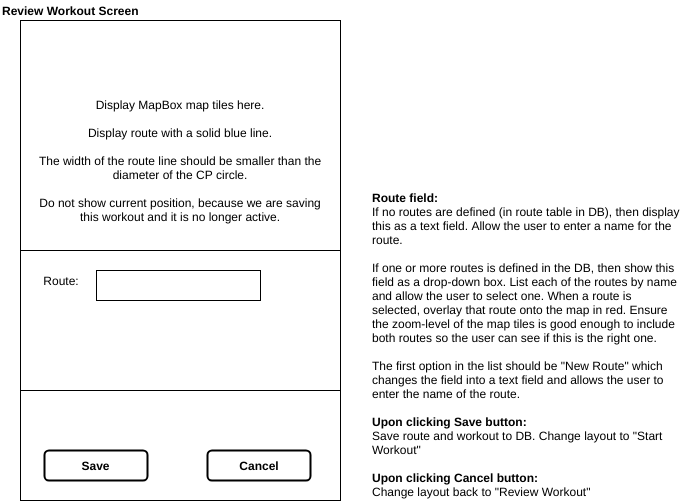 Review Workout Screen
Display MapBox map tiles here.
Display route with a solid blue line.
The width of the route line should be smaller than the
diameter of the CP circle.
Do not show current position, because we are saving
this workout and it is no longer active.
Route:
Save
Cancel
Route field:
If no routes are defined (in route table in DB), then display
this as a text field. Allow the user to enter a name for the
route.
If one or more routes is defined in the DB, then show this
field as a drop-down box. List each of the routes by name
and allow the user to select one. When a route is
selected, overlay that route onto the map in red. Ensure
the zoom-level of the map tiles is good enough to include
both routes so the user can see if this is the right one.
The first option in the list should be "New Route" which
changes the field into a text field and allows the user to
enter the name of the route.
Upon clicking Save button:
Save route and workout to DB. Change layout to "Start
Workout"
Upon clicking Cancel button:
Change layout back to "Review Workout"